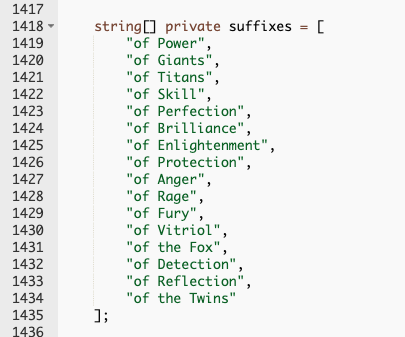 1417
1418 string[] private suffixes = [
1419 "of Power",
1420 "of Giants",
1421 "of Titans",
1422 "of Skill",
1423 "of Perfection",
1424 "of Brilliance",
1425 "of Enlightenment",
1426 "of Protection",
1427 "of Anger",
1428 "of Rage",
1429 "of Fury",
1430 "of Vitriol",
1431 "of the Fox",
1432 "of Detection",
1433 "of Reflection",
1434 "of the Twins"
1435 ];
1436